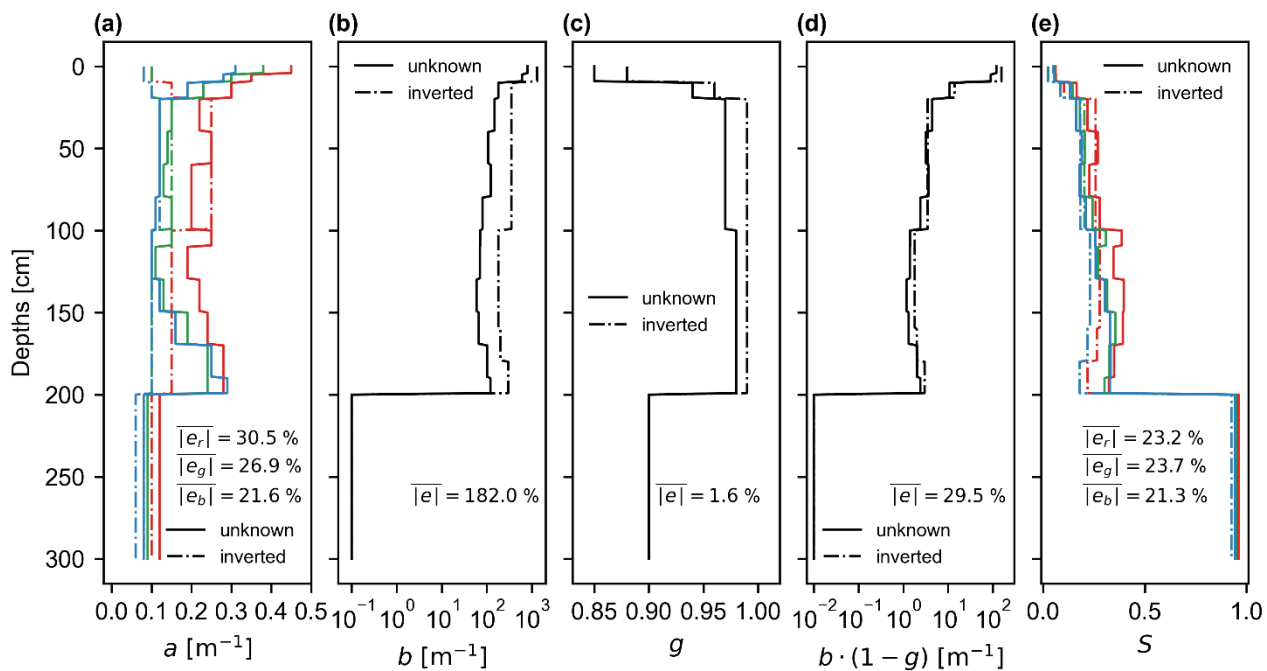 (a) (b) (c) (d) (e)
0
50
100
150
200
250
300
Depths [cm]
|e_r| = 30.5 %
|e_g| = 26.9 %
|e_b| = 21.6 %
unknown
inverted
0.0 0.1 0.2 0.3 0.4 0.5
a [m⁻¹]
unknown
inverted
|e| = 182.0 %
10⁻¹ 10⁰ 10¹ 10² 10³
b [m⁻¹]
unknown
inverted
|e| = 1.6 %
0.85 0.90 0.95 1.00
g
|e| = 29.5 %
unknown
inverted
10⁻² 10⁻¹ 10⁰ 10¹ 10²
b · (1 − g) [m⁻¹]
unknown
inverted
|e_r| = 23.2 %
|e_g| = 23.7 %
|e_b| = 21.3 %
0.0 0.5 1.0
S